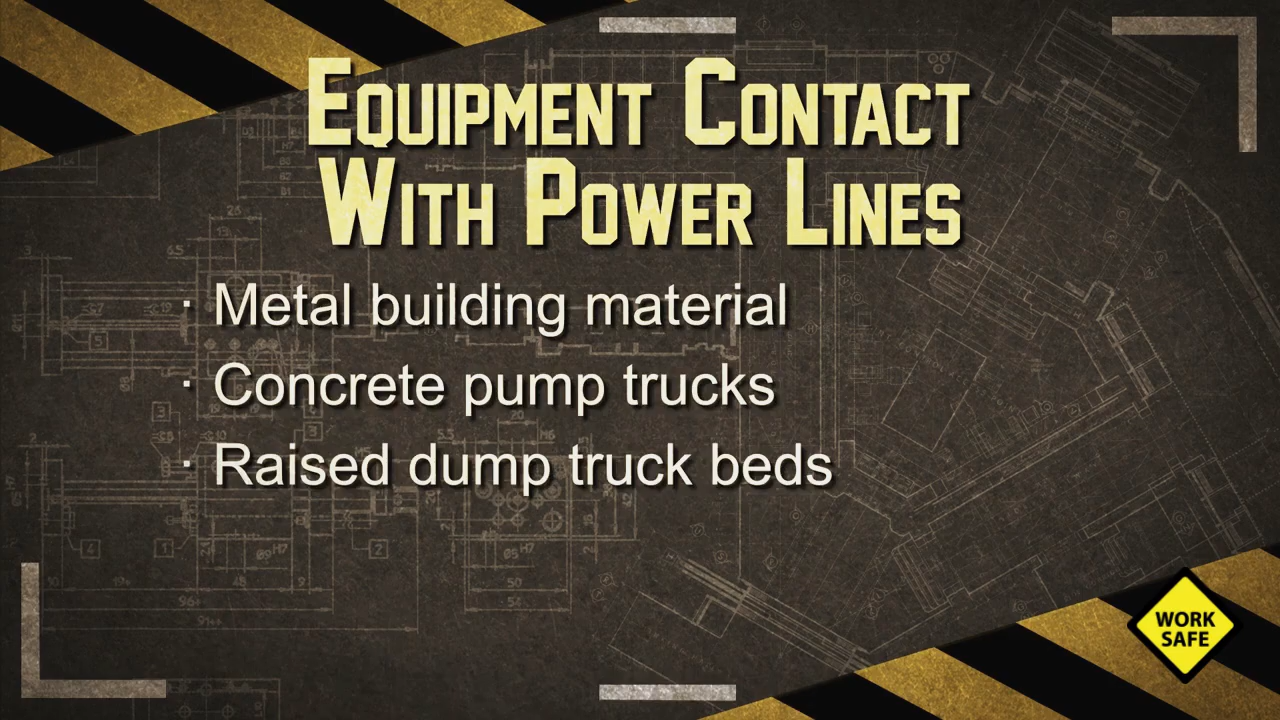 Equipment Contact
With Power Lines
· Metal building material
· Concrete pump trucks
· Raised dump truck beds
WORK
SAFE